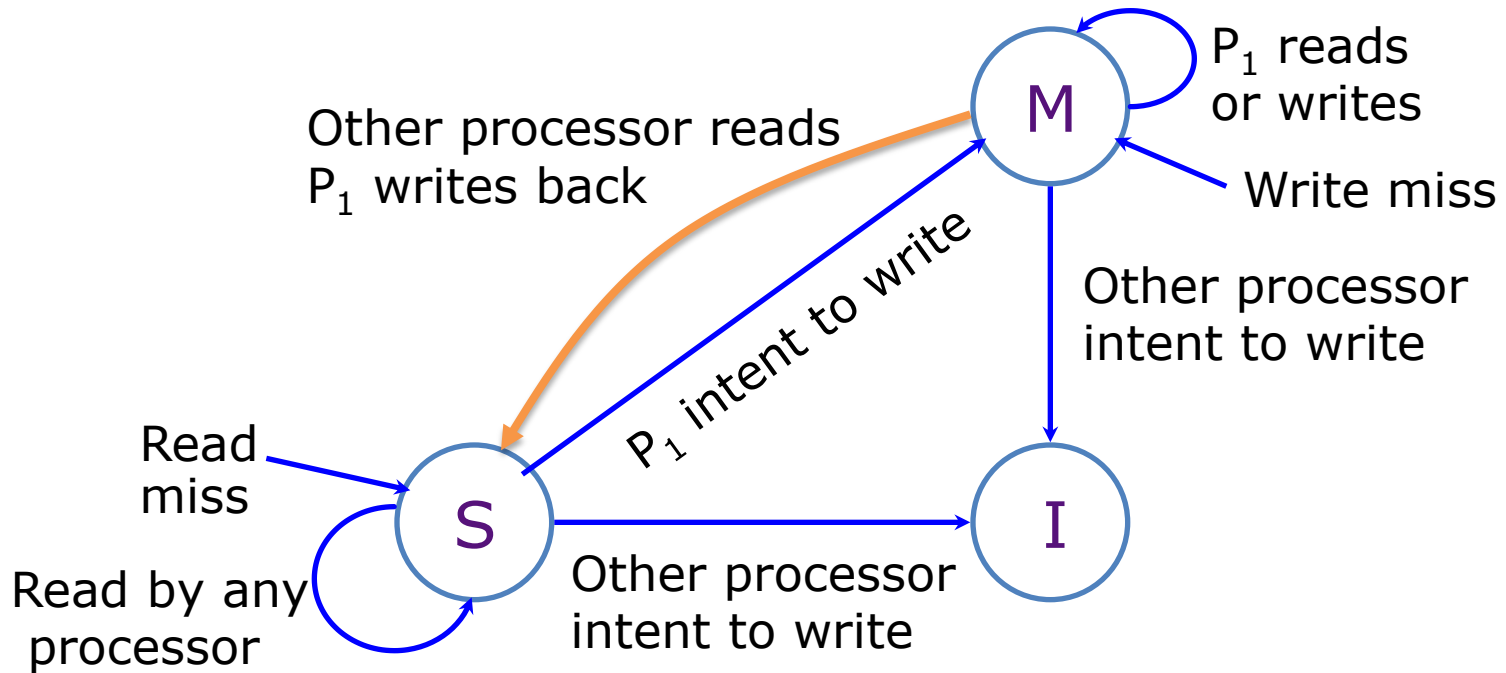 M
P₁ reads
or writes
Other processor reads
P₁ writes back
Write miss
P₁ intent to write
Other processor
intent to write
Read
miss
S
I
Read by any
processor
Other processor
intent to write